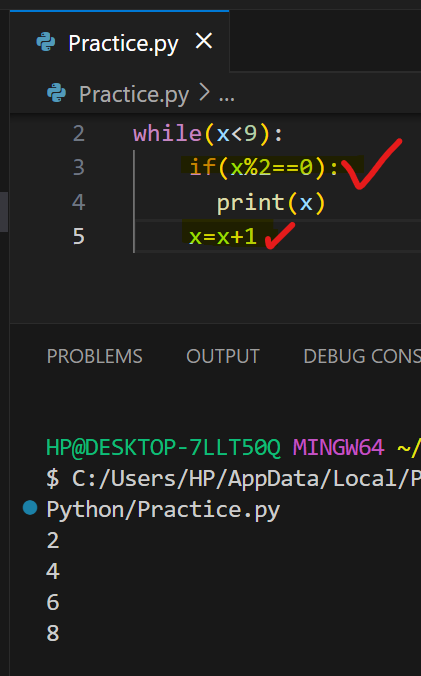 Practice.py ×
Practice.py > ...
2 while(x<9):
3 if(x%2==0):
4 print(x)
5 x=x+1
PROBLEMS OUTPUT DEBUG CONS
HP@DESKTOP-7LLT50Q MINGW64 ~/
$ C:/Users/HP/AppData/Local/P
Python/Practice.py
2
4
6
8